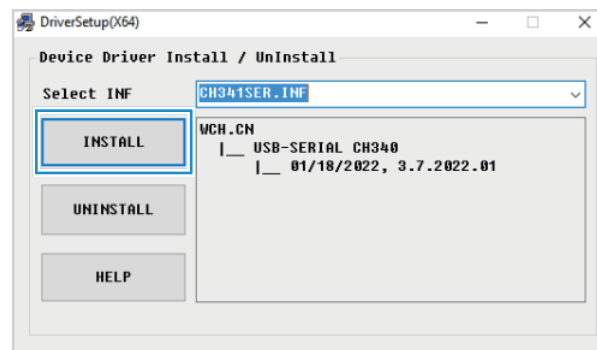 DriverSetup(X64)
Device Driver Install / UnInstall
Select INF
CH341SER.INF
INSTALL
UNINSTALL
HELP
WCH.CN
|__ USB-SERIAL CH340
|__ 01/18/2022, 3.7.2022.01